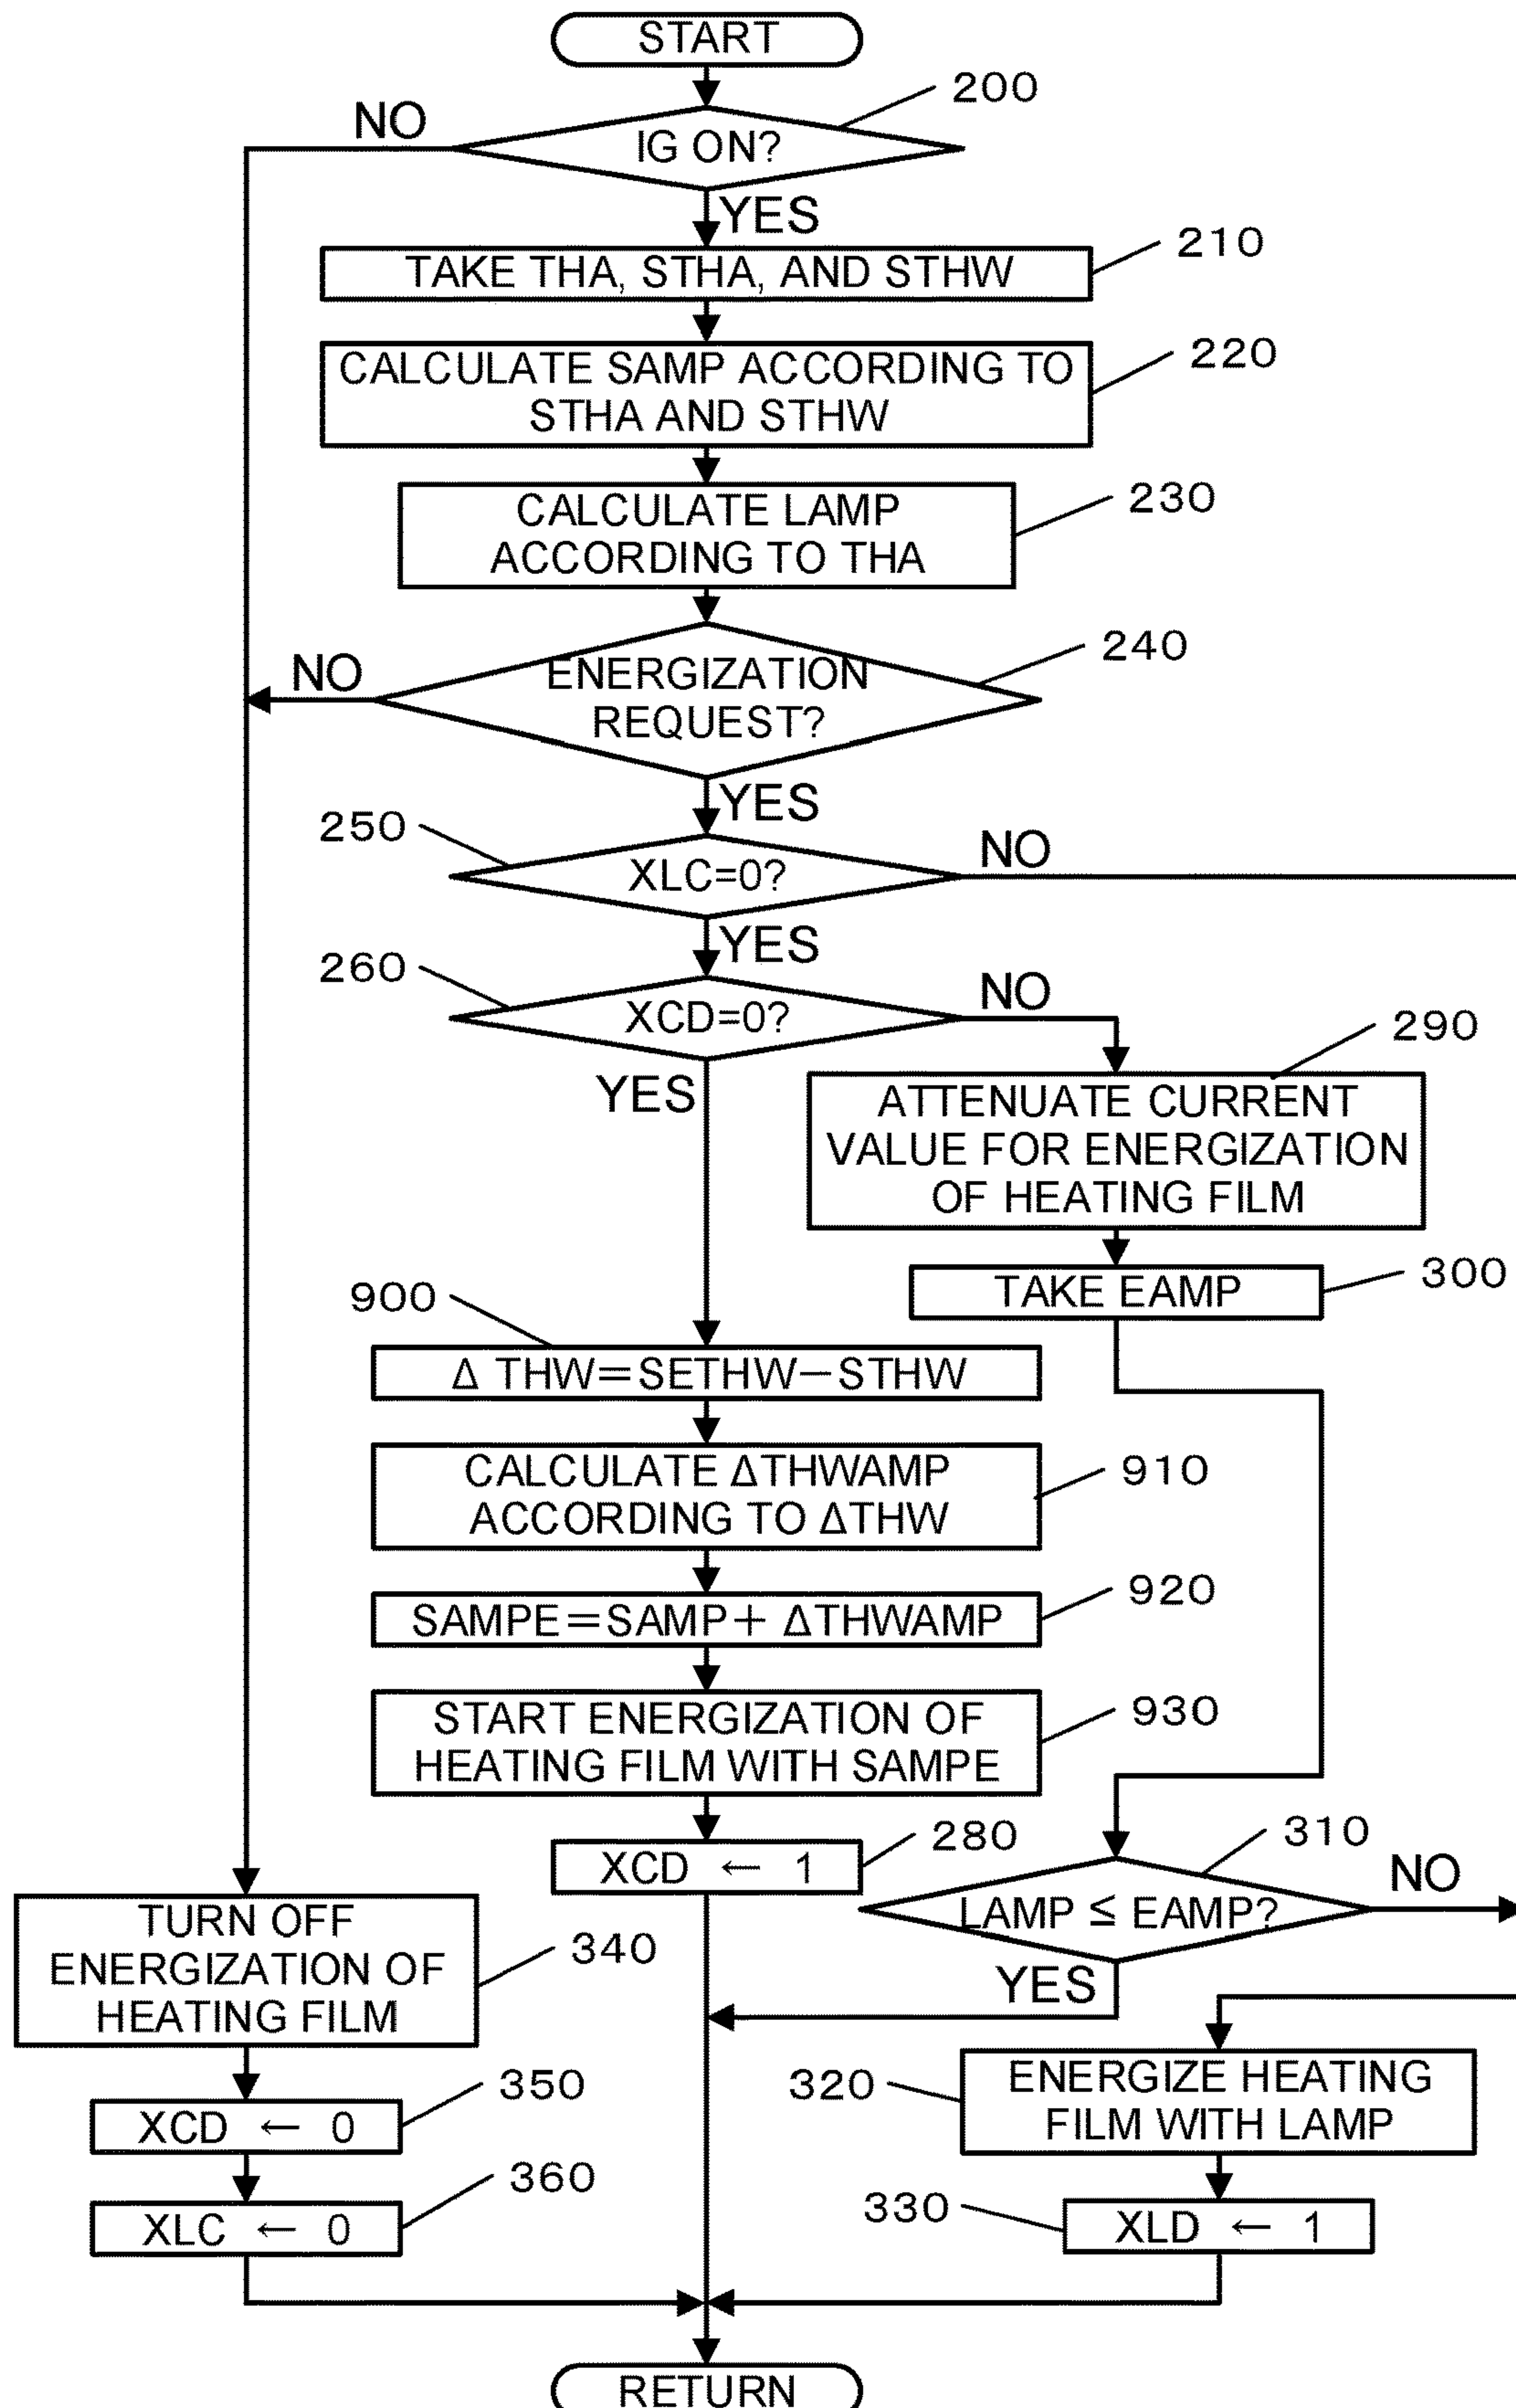 START
200
NO
IG ON?
YES
210
TAKE THA, STHA, AND STHW
220
CALCULATE SAMP ACCORDING TO
STHA AND STHW
230
CALCULATE LAMP
ACCORDING TO THA
240
NO
ENERGIZATION
REQUEST?
YES
250
NO
XLC=0?
YES
260
NO
XCD=0?
290
YES
ATTENUATE CURRENT
VALUE FOR ENERGIZATION
OF HEATING FILM
300
TAKE EAMP
900
Δ THW=SETHW−STHW
910
CALCULATE ΔTHWAMP
ACCORDING TO ΔTHW
920
SAMPE=SAMP+ ΔTHWAMP
930
START ENERGIZATION OF
HEATING FILM WITH SAMPE
280
XCD ← 1
310
NO
LAMP ≤ EAMP?
YES
TURN OFF
ENERGIZATION OF
HEATING FILM
340
320
ENERGIZE HEATING
FILM WITH LAMP
350
XCD ← 0
360
XLC ← 0
330
XLD ← 1
RETURN